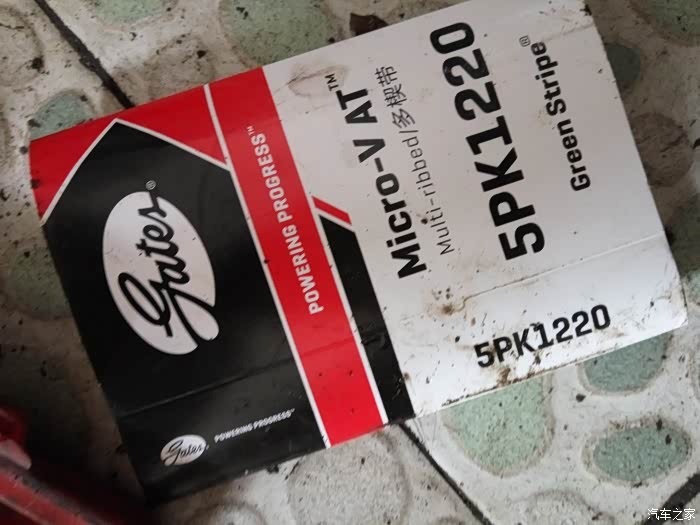 Gates®
POWERING PROGRESS™
Micro-V AT™
Multi-ribbed/多楔带
5PK1220
Green Stripe®
5PK1220
Gates
POWERING PROGRESS™
汽车之家